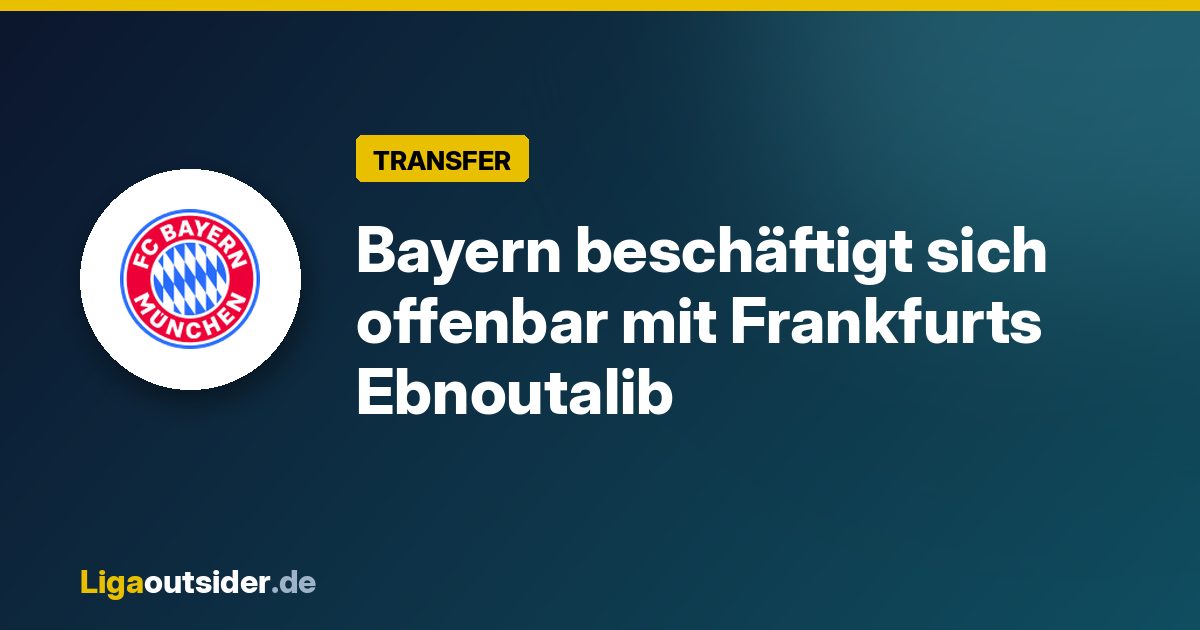 TRANSFER
Bayern beschäftigt sich
offenbar mit Frankfurts
Ebnoutalib
FC BAYERN
MÜNCHEN
Ligaoutsider.de